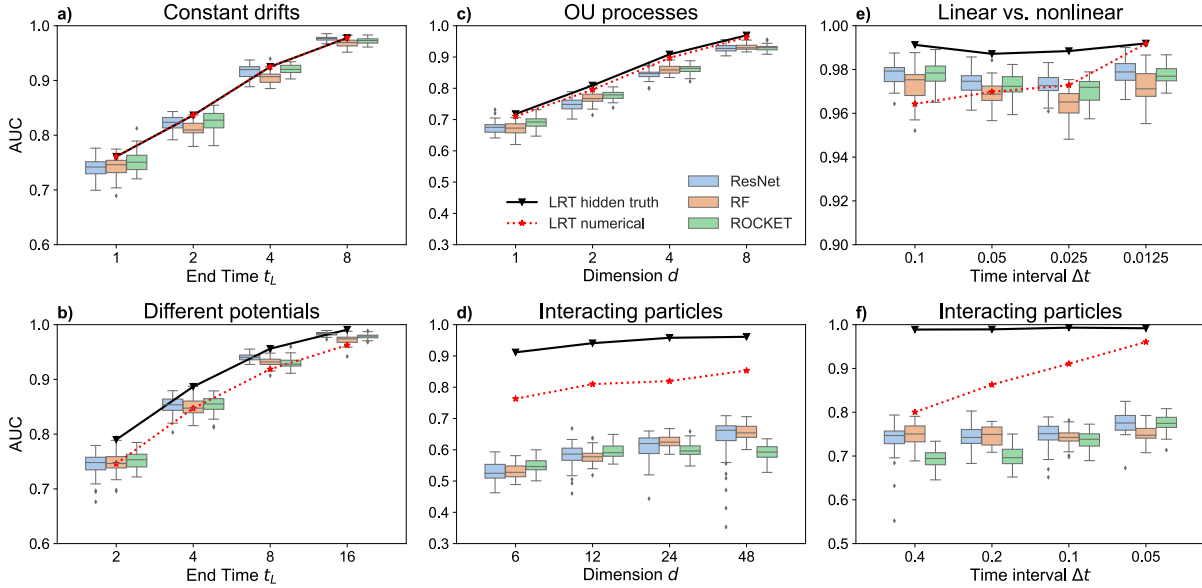 a) Constant drifts
AUC
1.0
0.9
0.8
0.7
0.6
1 2 4 8
End Time t_L
c) OU processes
1.0
0.9
0.8
0.7
0.6
0.5
0.4
0.3
LRT hidden truth
LRT numerical
ResNet
RF
ROCKET
1 2 4 8
Dimension d
e) Linear vs. nonlinear
1.00
0.98
0.96
0.94
0.92
0.90
0.1 0.05 0.025 0.0125
Time interval Δt
b) Different potentials
AUC
1.0
0.9
0.8
0.7
0.6
2 4 8 16
End Time t_L
d) Interacting particles
1.0
0.9
0.8
0.7
0.6
0.5
0.4
0.3
6 12 24 48
Dimension d
f) Interacting particles
1.0
0.9
0.8
0.7
0.6
0.5
0.4 0.2 0.1 0.05
Time interval Δt